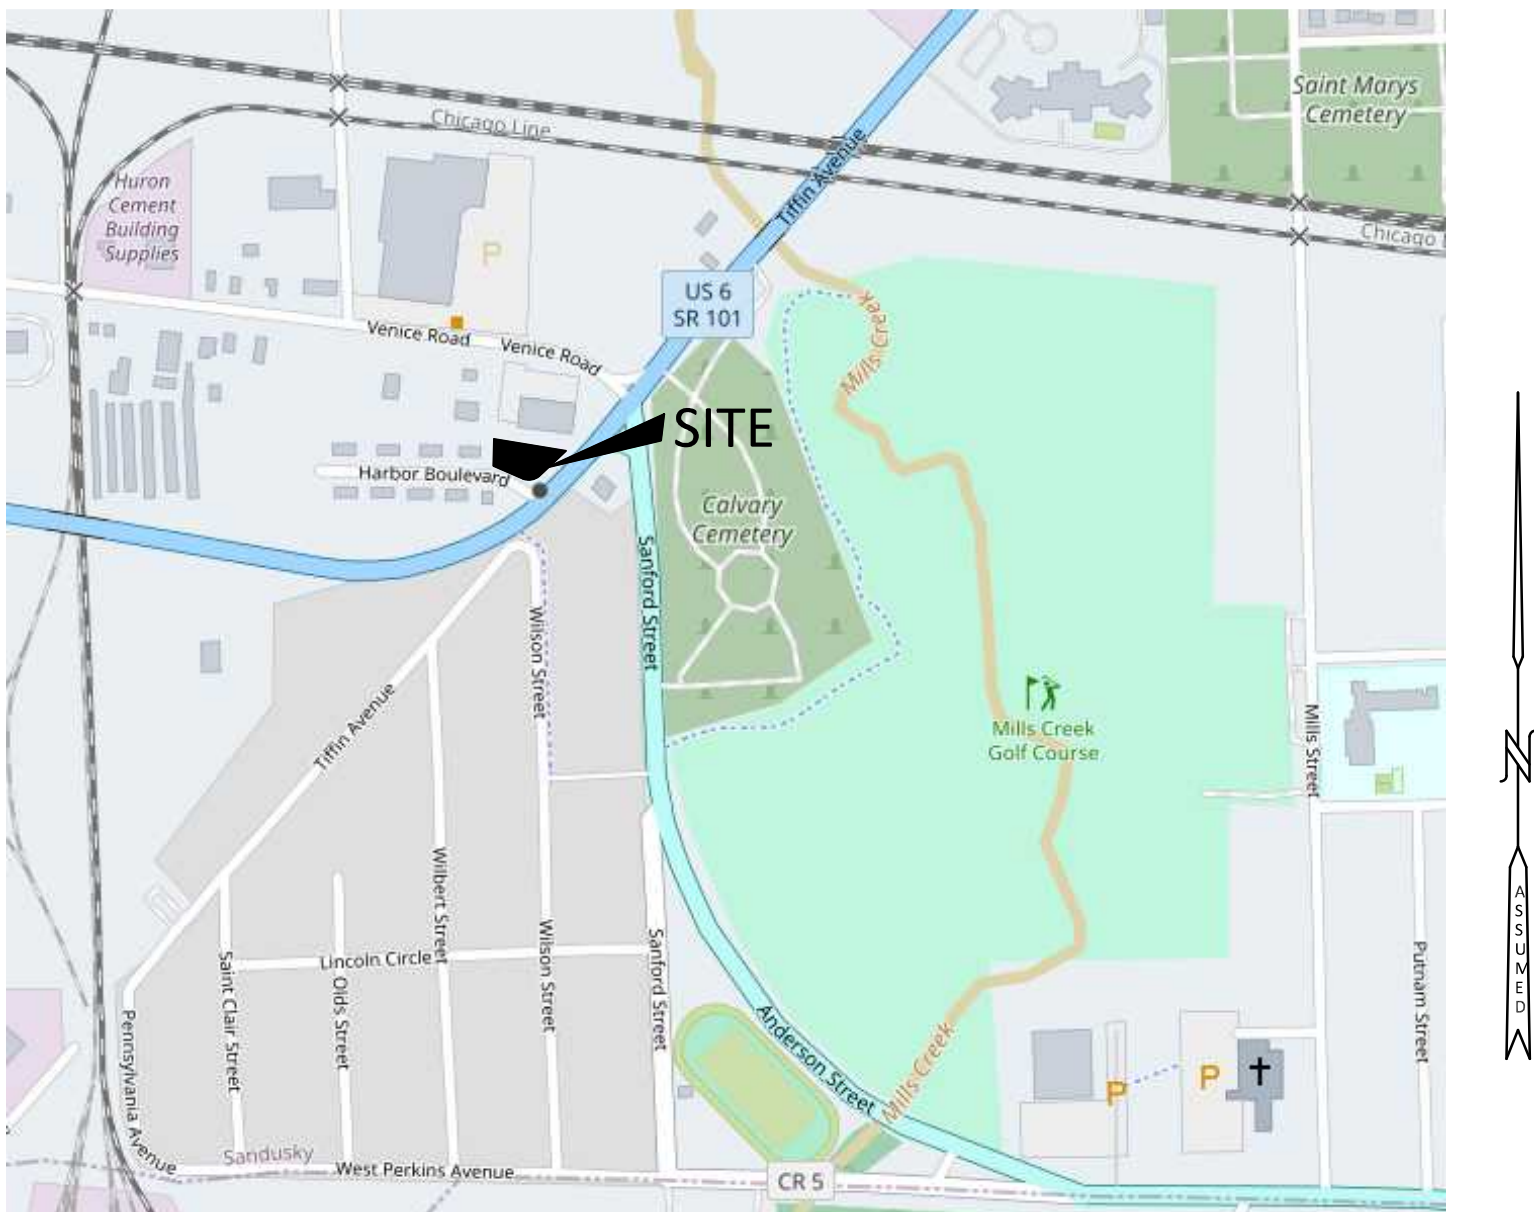 Saint Marys
Cemetery
Chicago Line
Tiffin Avenue
Huron
Cement
Building
Supplies
Chicago
P
US 6
SR 101
Mills Creek
Venice Road
Venice Road
Mills Creek
SITE
Harbor Boulevard
Calvary
Cemetery
Sanford Street
Wilson Street
Tiffin Avenue
Mills Creek
Golf Course
Mills Street
N
ASSUMED
Wilbert Street
Saint Clair Street
Lincoln Circle
Olds Street
Wilson Street
Sanford Street
Putnam Street
Pennsylvania Avenue
Anderson Street
Mills Creek
P
P
Sandusky
West Perkins Avenue
CR 5